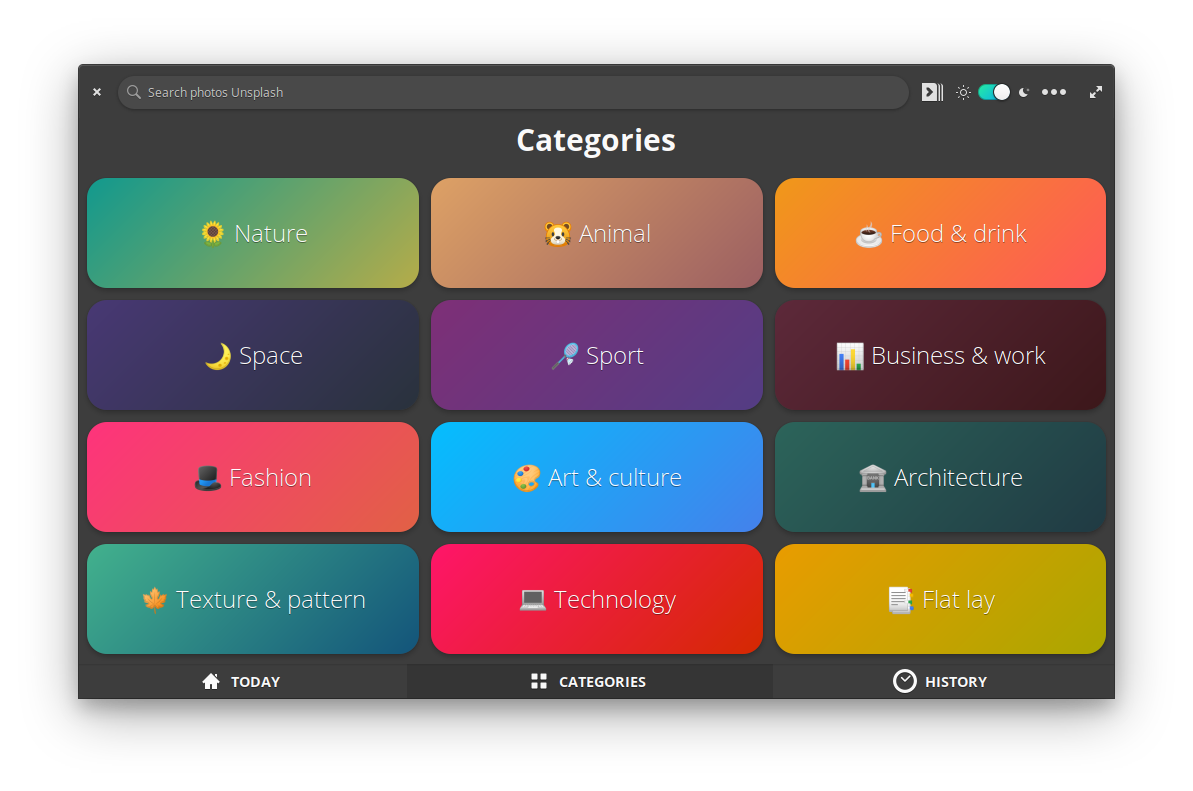 Search photos Unsplash
Categories
Nature
Animal
Food & drink
Space
Sport
Business & work
Fashion
Art & culture
Architecture
Texture & pattern
Technology
Flat lay
TODAY
CATEGORIES
HISTORY